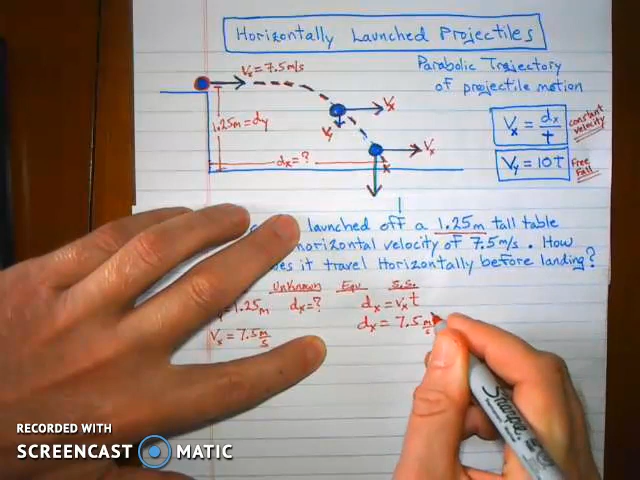 Horizontally Launched Projectiles
Vx = 7.5 m/s
Parabolic Trajectory
of projectile motion
1.25m = dy
Vx
Vy
Vx
dx = ?
x
Vx = dx/t
constant
velocity
Vy = 10t
Free
Fall
launched off a 1.25m tall table
horizontal velocity of 7.5 m/s. How
it travel Horizontally before landing?
Unknown Equ S.S.
= 1.25m dx = ? dx = Vx t
Vx = 7.5 m/s dx = 7.5 m/s
Sharpie
RECORDED WITH
SCREENCAST MATIC